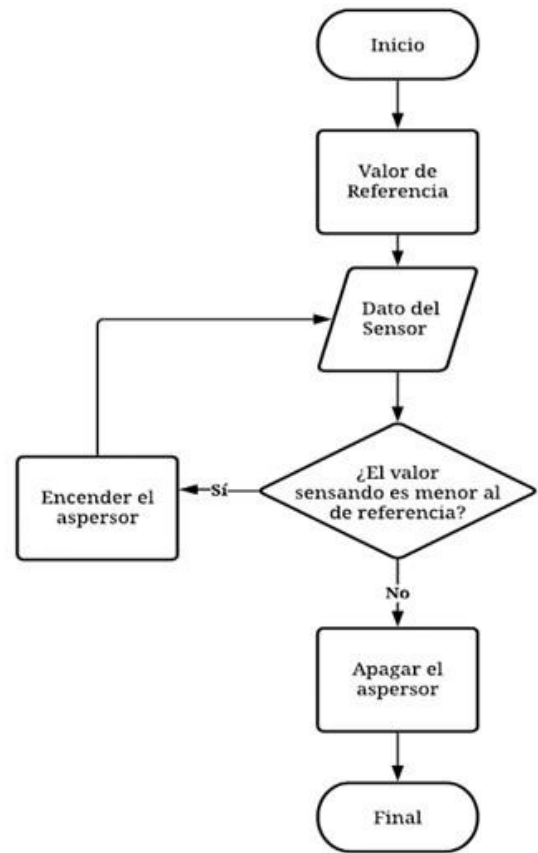 Inicio
Valor de
Referencia
Dato del
Sensor
¿El valor
sensando es menor al
de referencia?
Sí
Encender el
aspersor
No
Apagar el
aspersor
Final